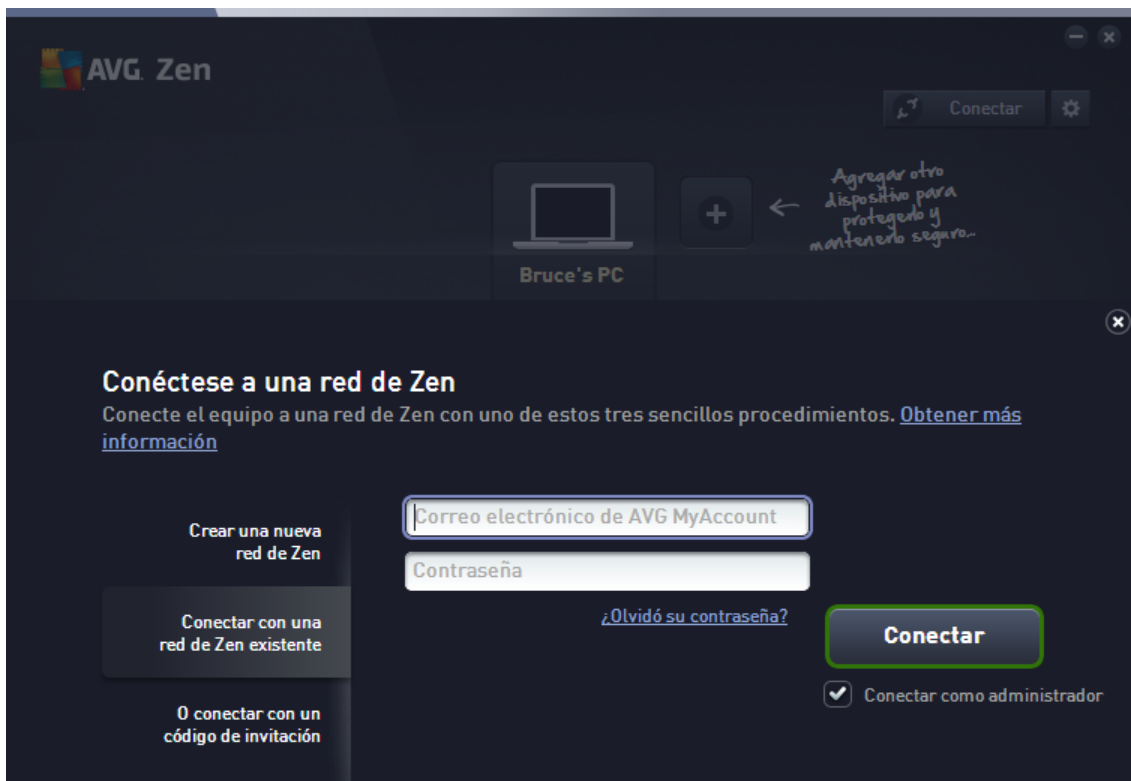 AVG. Zen
Conectar
Agregar otro
dispositivo para
protegerlo y
mantenerlo seguro...
Bruce's PC
Conéctese a una red de Zen
Conecte el equipo a una red de Zen con uno de estos tres sencillos procedimientos. Obtener más
información
Crear una nueva
red de Zen
Conectar con una
red de Zen existente
O conectar con un
código de invitación
Correo electrónico de AVG MyAccount
Contraseña
¿Olvidó su contraseña?
Conectar
Conectar como administrador